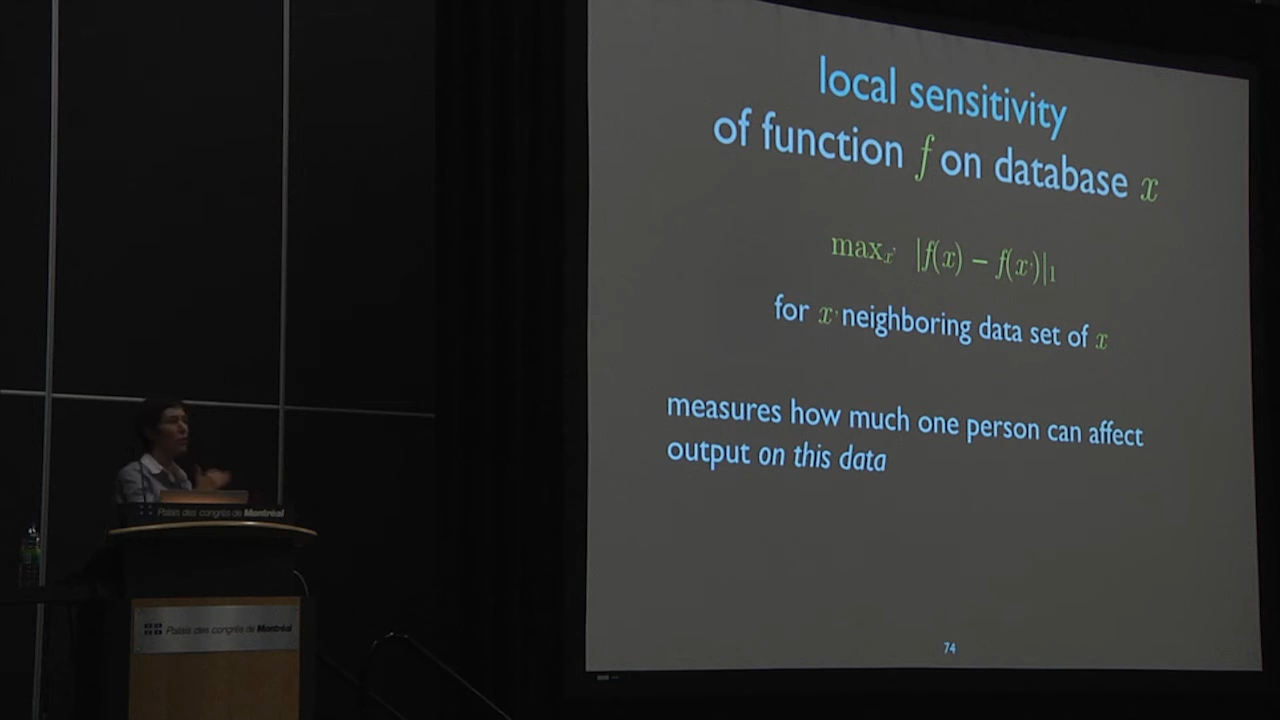 local sensitivity
of function f on database x
max_x' |f(x) − f(x')|_1
for x' neighboring data set of x
measures how much one person can affect
output on this data
74
Palais des congrès de Montréal
Palais des congrès de Montréal